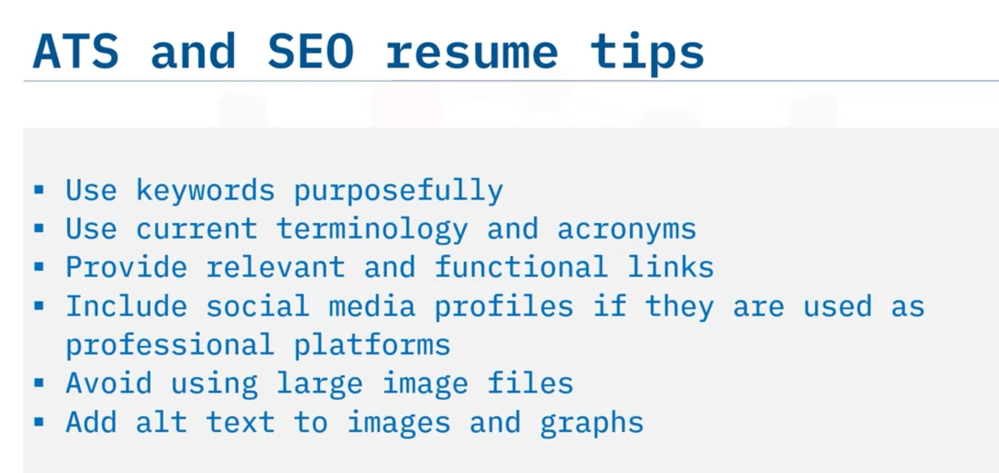 ATS and SEO resume tips
▪ Use keywords purposefully
▪ Use current terminology and acronyms
▪ Provide relevant and functional links
▪ Include social media profiles if they are used as
professional platforms
▪ Avoid using large image files
▪ Add alt text to images and graphs